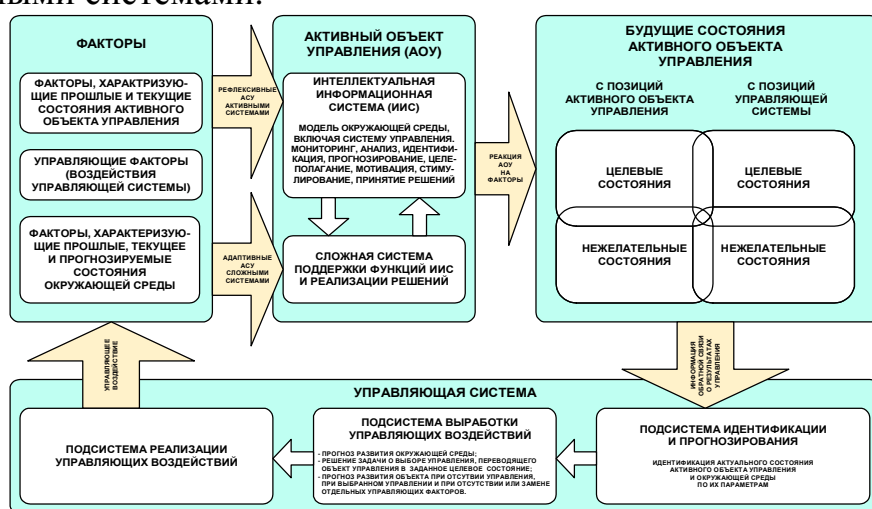 ными системами.
ФАКТОРЫ
ФАКТОРЫ, ХАРАКТРИЗУЮ-
ЩИЕ ПРОШЛЫЕ И ТЕКУЩИЕ
СОСТОЯНИЯ АКТИВНОГО
ОБЪЕКТА УПРАВЛЕНИЯ
УПРАВЛЯЮЩИЕ ФАКТОРЫ
(ВОЗДЕЙСТВИЯ
УПРАВЛЯЮЩЕЙ СИСТЕМЫ)
ФАКТОРЫ, ХАРАКТЕРИЗУЮ-
ЩИЕ ПРОШЛЫЕ, ТЕКУЩЕЕ
И ПРОГНОЗИРУЕМЫЕ
СОСТОЯНИЯ
ОКРУЖАЮЩЕЙ СРЕДЫ
РЕФЛЕКСИВНЫЕ
АСУ
АКТИВНЫМИ
СИСТЕМАМИ
АДАПТИВНЫЕ
АСУ
СЛОЖНЫМИ
СИСТЕМАМИ
АКТИВНЫЙ ОБЪЕКТ
УПРАВЛЕНИЯ (АОУ)
ИНТЕЛЛЕКТУАЛЬНАЯ
ИНФОРМАЦИОННАЯ
СИСТЕМА (ИИС)
МОДЕЛЬ ОКРУЖАЮЩЕЙ СРЕДЫ,
ВКЛЮЧАЯ СИСТЕМУ УПРАВЛЕНИЯ.
МОНИТОРИНГ, АНАЛИЗ, ИДЕНТИФИ-
КАЦИЯ, ПРОГНОЗИРОВАНИЕ, ЦЕЛЕ-
ПОЛАГАНИЕ, МОТИВАЦИЯ, СТИМУ-
ЛИРОВАНИЕ, ПРИНЯТИЕ РЕШЕНИЙ
СЛОЖНАЯ СИСТЕМА
ПОДДЕРЖКИ ФУНКЦИЙ ИИС
И РЕАЛИЗАЦИИ РЕШЕНИЙ
РЕАКЦИЯ
АОУ
НА
ФАКТОРЫ
БУДУЩИЕ СОСТОЯНИЯ
АКТИВНОГО ОБЪЕКТА
УПРАВЛЕНИЯ
С ПОЗИЦИЙ
АКТИВНОГО ОБЪЕКТА
УПРАВЛЕНИЯ
С ПОЗИЦИЙ
УПРАВЛЯЮЩЕЙ
СИСТЕМЫ
ЦЕЛЕВЫЕ
СОСТОЯНИЯ
ЦЕЛЕВЫЕ
СОСТОЯНИЯ
НЕЖЕЛАТЕЛЬНЫЕ
СОСТОЯНИЯ
НЕЖЕЛАТЕЛЬНЫЕ
СОСТОЯНИЯ
УПРАВЛЯЮЩЕЕ
ВОЗДЕЙСТВИЕ
ИНФОРМАЦИЯ
ОБРАТНОЙ СВЯЗИ
О РЕЗУЛЬТАТАХ
УПРАВЛЕНИЯ
УПРАВЛЯЮЩАЯ СИСТЕМА
ПОДСИСТЕМА РЕАЛИЗАЦИИ
УПРАВЛЯЮЩИХ ВОЗДЕЙСТВИЙ
ПОДСИСТЕМА ВЫРАБОТКИ
УПРАВЛЯЮЩИХ ВОЗДЕЙСТВИЙ
- ПРОГНОЗ РАЗВИТИЯ ОКРУЖАЮЩЕЙ СРЕДЫ;
- РЕШЕНИЕ ЗАДАЧИ О ВЫБОРЕ УПРАВЛЕНИЯ, ПЕРЕВОДЯЩЕГО
ОБЪЕКТ УПРАВЛЕНИЯ В ЗАДАННОЕ ЦЕЛЕВОЕ СОСТОЯНИЕ;
- ПРОГНОЗ РАЗВИТИЯ ОБЪЕКТА ПРИ ОТСУТВИИ УПРАВЛЕНИЯ,
ПРИ ВЫБРАННОМ УПРАВЛЕНИИ И ПРИ ОТСУТСТВИИ ИЛИ ЗАМЕНЕ
ОТДЕЛЬНЫХ УПРАВЛЯЮЩИХ ФАКТОРОВ.
ПОДСИСТЕМА ИДЕНТИФИКАЦИИ
И ПРОГНОЗИРОВАНИЯ
ИДЕНТИФИКАЦИЯ АКТУАЛЬНОГО СОСТОЯНИЯ
АКТИВНОГО ОБЪЕКТА УПРАВЛЕНИЯ
И ОКРУЖАЮЩЕЙ СРЕДЫ
ПО ИХ ПАРАМЕТРАМ